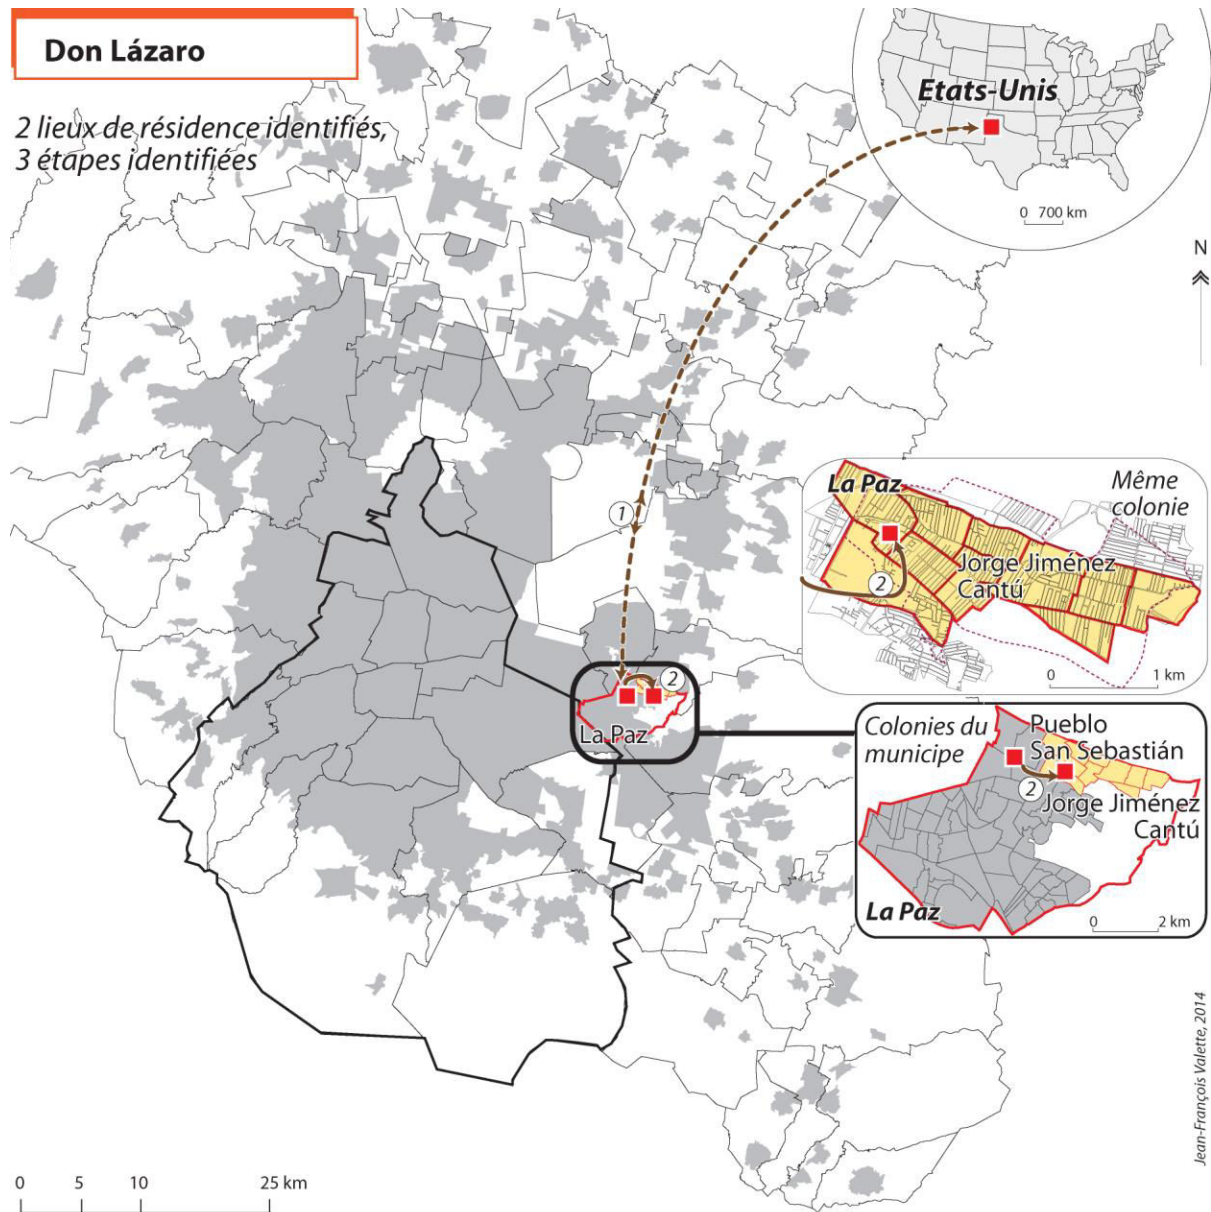 Don Lázaro
2 lieux de résidence identifiés,
3 étapes identifiées
Etats-Unis
0 700 km
N
1
La Paz
Même
colonie
Jorge Jiménez
Cantú
2
0 1 km
2
La Paz
Colonies du
municipe
Pueblo
San Sebastián
2
Jorge Jiménez
Cantú
La Paz
0 2 km
Jean-François Valette, 2014
0 5 10 25 km